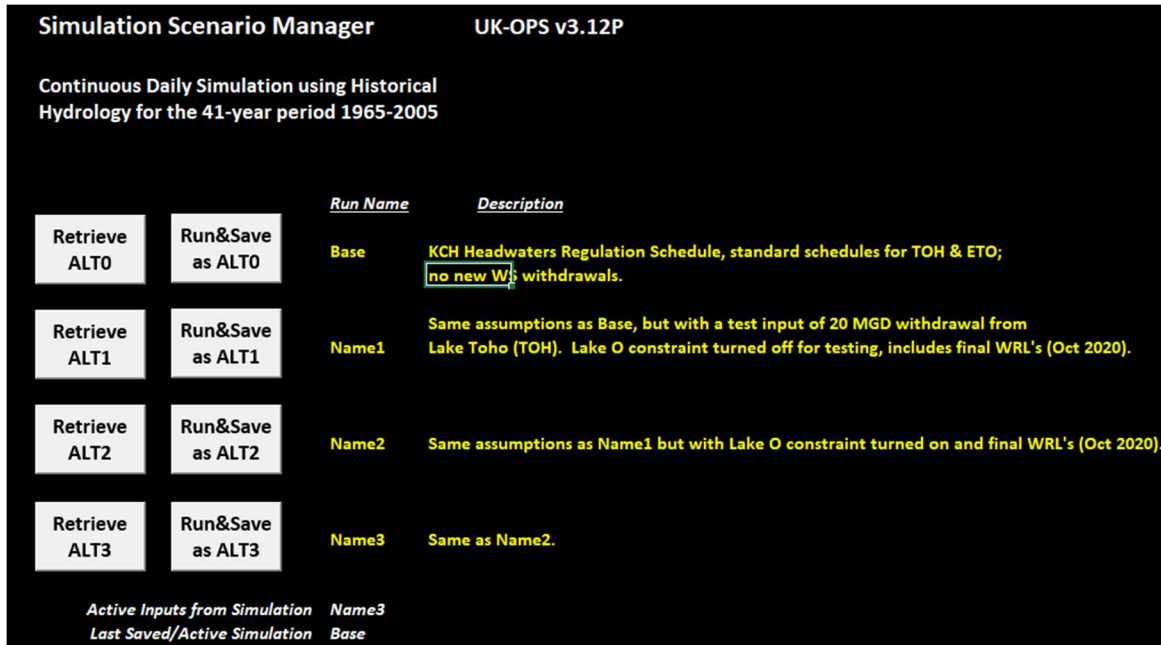 Simulation Scenario Manager UK-OPS v3.12P
Continuous Daily Simulation using Historical
Hydrology for the 41-year period 1965-2005
Run Name Description
Retrieve
ALT0
Run&Save
as ALT0
Base
KCH Headwaters Regulation Schedule, standard schedules for TOH & ETO;
no new WS withdrawals.
Retrieve
ALT1
Run&Save
as ALT1
Name1
Same assumptions as Base, but with a test input of 20 MGD withdrawal from
Lake Toho (TOH). Lake O constraint turned off for testing, includes final WRL's (Oct 2020).
Retrieve
ALT2
Run&Save
as ALT2
Name2
Same assumptions as Name1 but with Lake O constraint turned on and final WRL's (Oct 2020).
Retrieve
ALT3
Run&Save
as ALT3
Name3
Same as Name2.
Active Inputs from Simulation Name3
Last Saved/Active Simulation Base